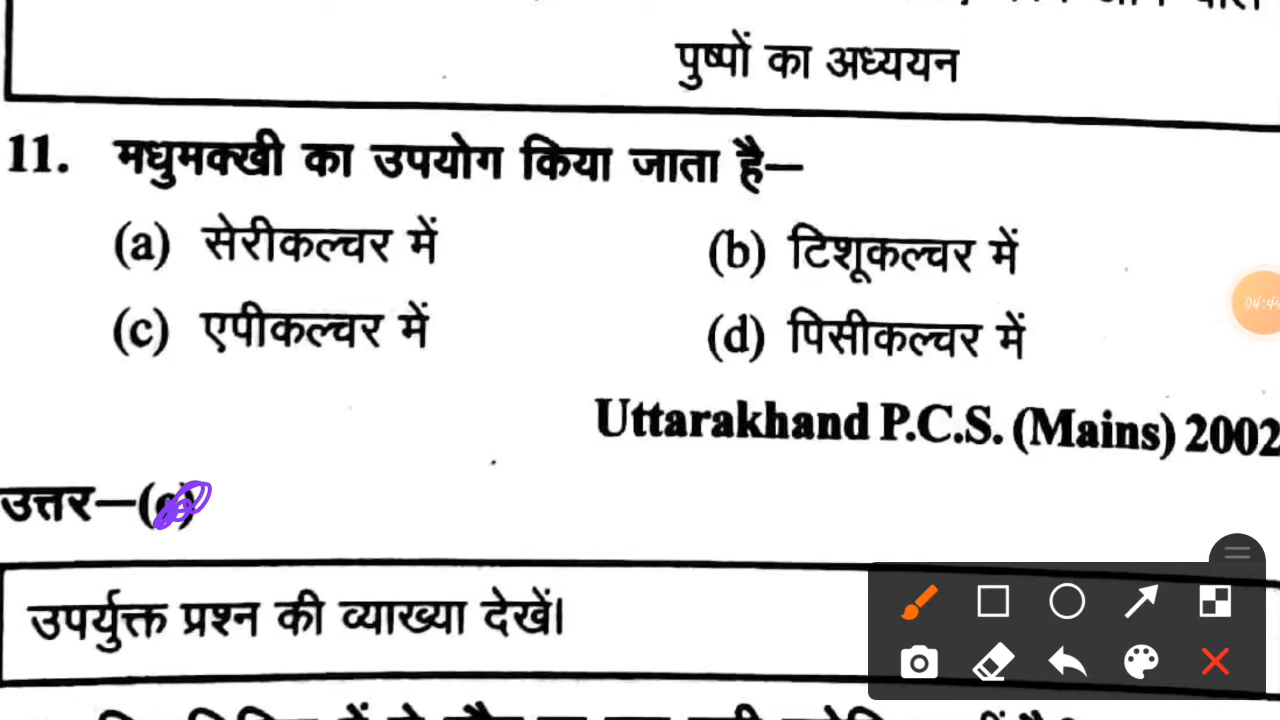 पुष्पों का अध्ययन
11. मधुमक्खी का उपयोग किया जाता है—
(a) सेरीकल्चर में (b) टिशूकल्चर में
(c) एपीकल्चर में (d) पिसीकल्चर में
Uttarakhand P.C.S. (Mains) 2002
उत्तर—(c)
उपर्युक्त प्रश्न की व्याख्या देखें।